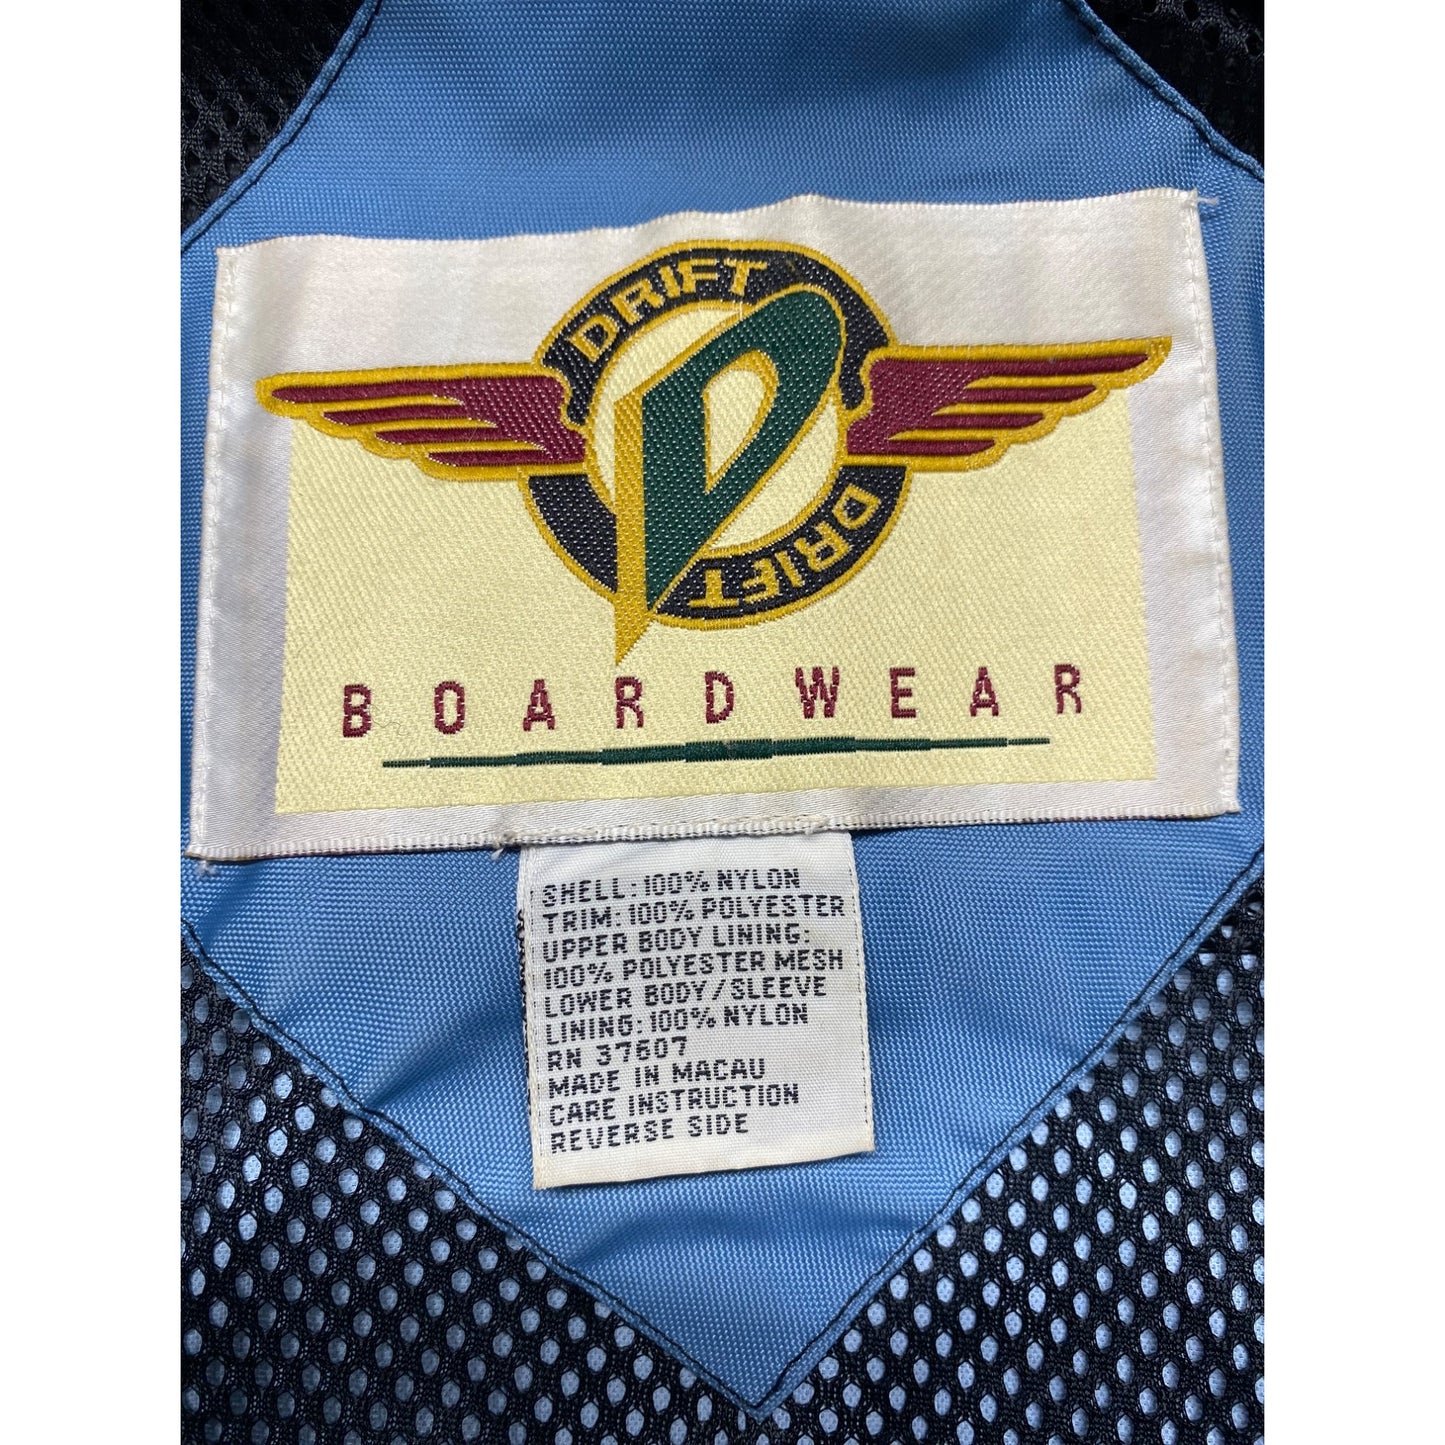 DRIFT
D
DRIFT
BOARDWEAR
SHELL: 100% NYLON
TRIM: 100% POLYESTER
UPPER BODY LINING:
100% POLYESTER MESH
LOWER BODY/SLEEVE
LINING: 100% NYLON
RN 37607
MADE IN MACAU
CARE INSTRUCTION
REVERSE SIDE